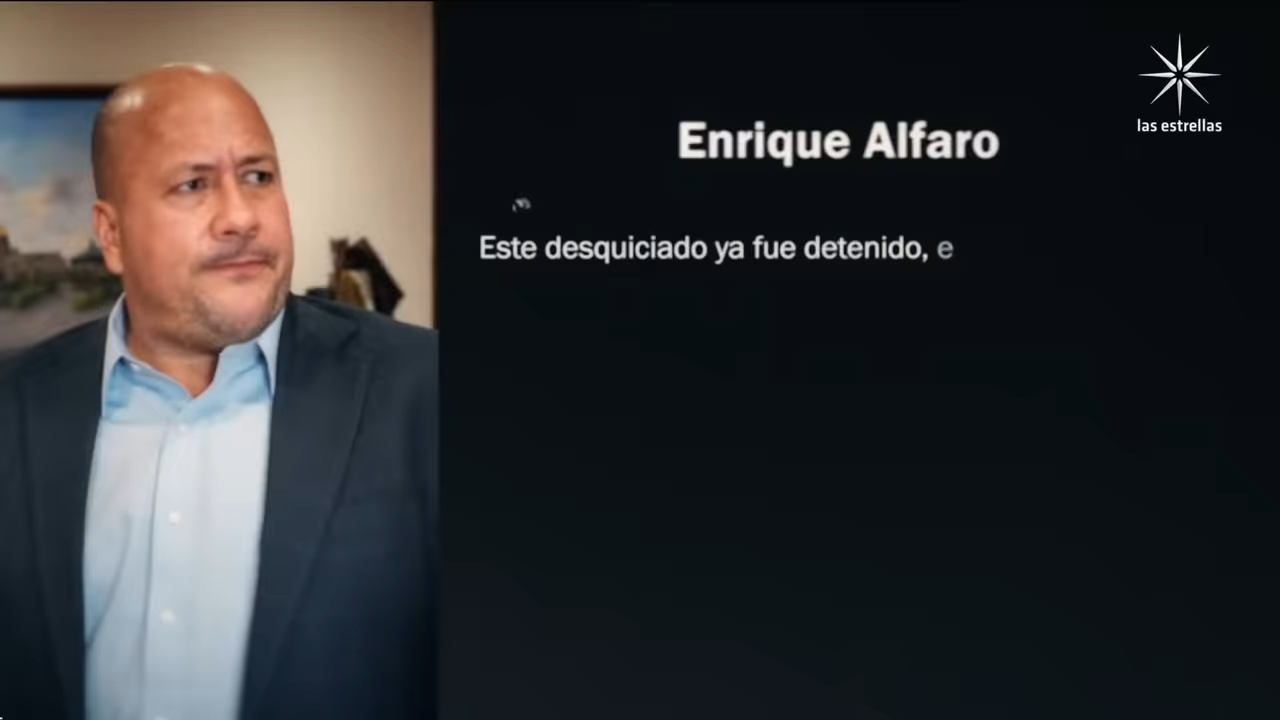 las estrellas
Enrique Alfaro
Este desquiciado ya fue detenido, e